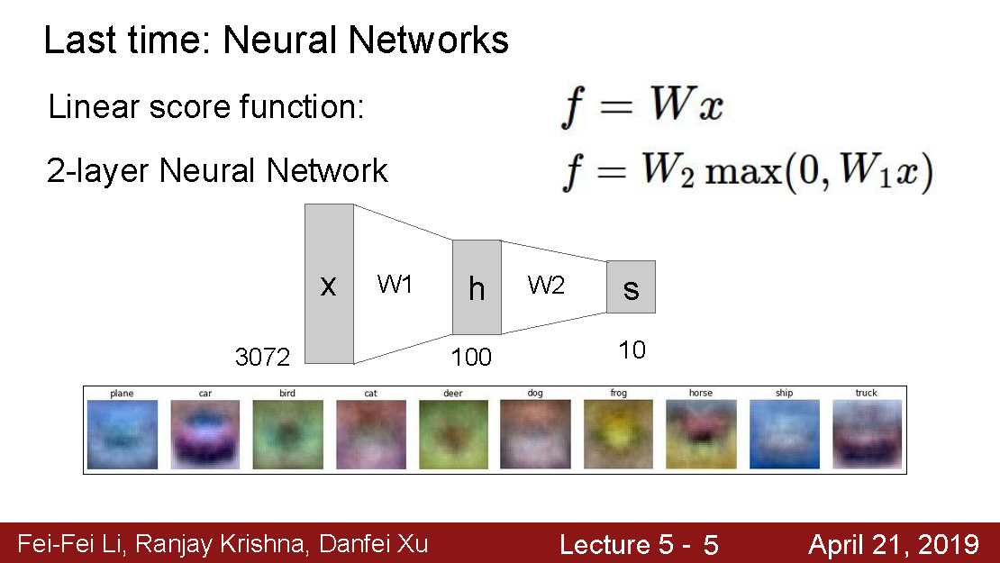 Last time: Neural Networks
Linear score function:
f = Wx
2-layer Neural Network
f = W₂ max(0, W₁x)
x
W1
h
W2
s
3072
100
10
plane car bird cat deer dog frog horse ship truck
Fei-Fei Li, Ranjay Krishna, Danfei Xu
Lecture 5 - 5
April 21, 2019